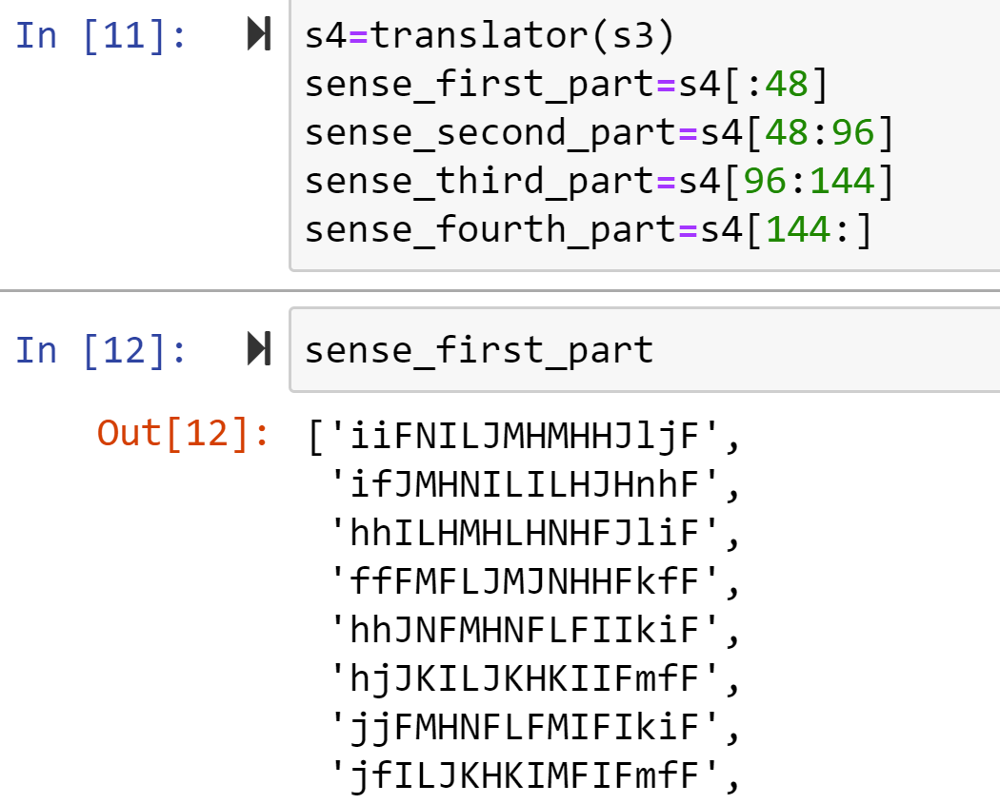 In [11]: s4=translator(s3)
sense_first_part=s4[:48]
sense_second_part=s4[48:96]
sense_third_part=s4[96:144]
sense_fourth_part=s4[144:]
In [12]: sense_first_part
Out[12]: ['iiFNILJMHMHHJljF',
'ifJMHNILILHJHnhF',
'hhILHMHLHNHFJliF',
'ffFMFLJMJNHHFkfF',
'hhJNFMHNFLFIIkiF',
'hjJKILJKHKIIFmfF',
'jjFMHNFLFMIFIkiF',
'jfILJKHKIMFIFmfF',